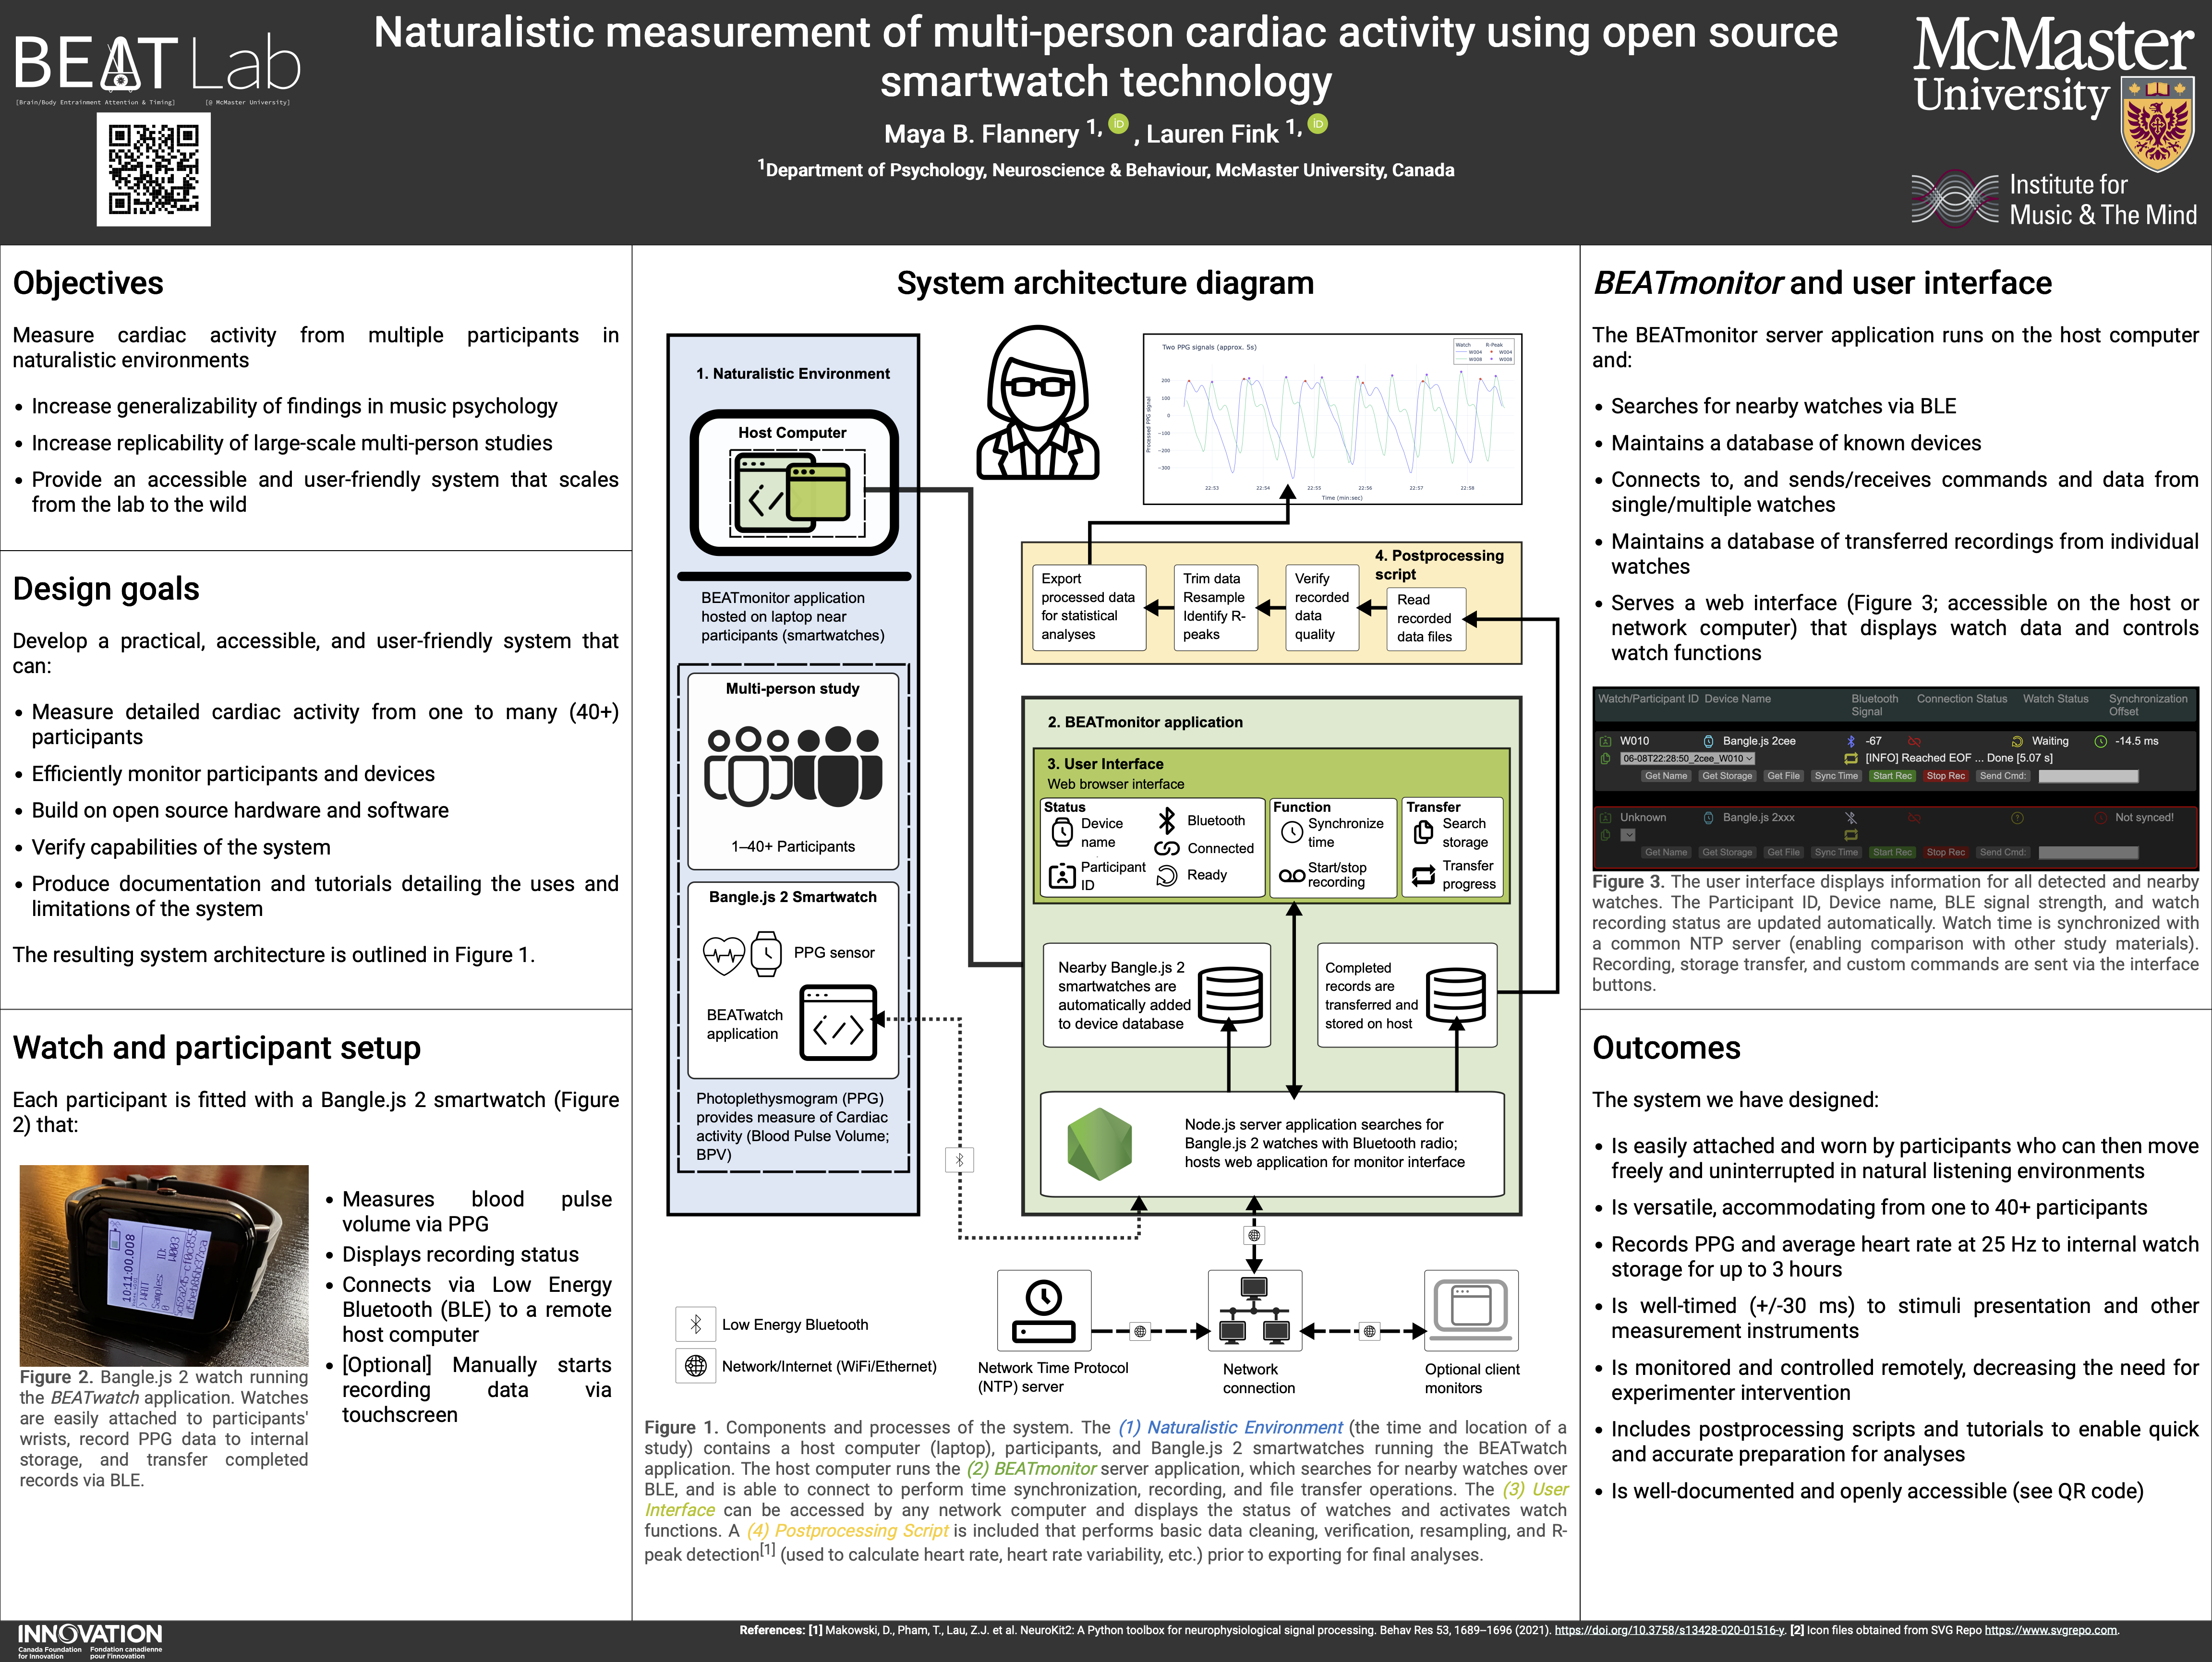 BEAT Lab
[Brain/Body Entrainment Attention & Timing] [@ McMaster University]
Naturalistic measurement of multi-person cardiac activity using open source
smartwatch technology
Maya B. Flannery 1, iD , Lauren Fink 1, iD
1Department of Psychology, Neuroscience & Behaviour, McMaster University, Canada
McMaster
University
Institute for
Music & The Mind
Objectives
Measure cardiac activity from multiple participants in
naturalistic environments
• Increase generalizability of findings in music psychology
• Increase replicability of large-scale multi-person studies
• Provide an accessible and user-friendly system that scales
from the lab to the wild
Design goals
Develop a practical, accessible, and user-friendly system that
can:
• Measure detailed cardiac activity from one to many (40+)
participants
• Efficiently monitor participants and devices
• Build on open source hardware and software
• Verify capabilities of the system
• Produce documentation and tutorials detailing the uses and
limitations of the system
The resulting system architecture is outlined in Figure 1.
Watch and participant setup
Each participant is fitted with a Bangle.js 2 smartwatch (Figure
2) that:
10:11:00.008
> WAIT
Samples:
0
ID:
W003
Figure 2. Bangle.js 2 watch running
the BEATwatch application. Watches
are easily attached to participants'
wrists, record PPG data to internal
storage, and transfer completed
records via BLE.
• Measures blood pulse
volume via PPG
• Displays recording status
• Connects via Low Energy
Bluetooth (BLE) to a remote
host computer
• [Optional] Manually starts
recording data via
touchscreen
System architecture diagram
1. Naturalistic Environment
Host Computer
BEATmonitor application
hosted on laptop near
participants (smartwatches)
Multi-person study
1–40+ Participants
Bangle.js 2 Smartwatch
PPG sensor
BEATwatch
application
Photoplethysmogram (PPG)
provides measure of Cardiac
activity (Blood Pulse Volume;
BPV)
Two PPG signals (approx. 5s)
Watch R-Peak
W004 W004
W008 W008
Processed PPG signal
200
100
0
−100
−200
−300
22:53 22:54 22:55 22:56 22:57 22:58
Time (min:sec)
4. Postprocessing
script
Export
processed data
for statistical
analyses
Trim data
Resample
Identify R-
peaks
Verify
recorded
data
quality
Read
recorded
data files
2. BEATmonitor application
3. User Interface
Web browser interface
Status
Device
name
Participant
ID
Bluetooth
Connected
Ready
Function
Synchronize
time
Start/stop
recording
Transfer
Search
storage
Transfer
progress
Nearby Bangle.js 2
smartwatches are
automatically added
to device database
Completed
records are
transferred and
stored on host
Node.js server application searches for
Bangle.js 2 watches with Bluetooth radio;
hosts web application for monitor interface
Low Energy Bluetooth
Network/Internet (WiFi/Ethernet)
Network Time Protocol
(NTP) server
Network
connection
Optional client
monitors
Figure 1. Components and processes of the system. The (1) Naturalistic Environment (the time and location of a
study) contains a host computer (laptop), participants, and Bangle.js 2 smartwatches running the BEATwatch
application. The host computer runs the (2) BEATmonitor server application, which searches for nearby watches over
BLE, and is able to connect to perform time synchronization, recording, and file transfer operations. The (3) User
Interface can be accessed by any network computer and displays the status of watches and activates watch
functions. A (4) Postprocessing Script is included that performs basic data cleaning, verification, resampling, and R-
peak detection[1] (used to calculate heart rate, heart rate variability, etc.) prior to exporting for final analyses.
BEATmonitor and user interface
The BEATmonitor server application runs on the host computer
and:
• Searches for nearby watches via BLE
• Maintains a database of known devices
• Connects to, and sends/receives commands and data from
single/multiple watches
• Maintains a database of transferred recordings from individual
watches
• Serves a web interface (Figure 3; accessible on the host or
network computer) that displays watch data and controls
watch functions
Watch/Participant ID Device Name Bluetooth Signal Connection Status Watch Status Synchronization Offset
W010 Bangle.js 2cee -67 Waiting -14.5 ms
06-08T22:28:50_2cee_W010 [INFO] Reached EOF ... Done [5.07 s]
Get Name Get Storage Get File Sync Time Start Rec Stop Rec Send Cmd:
Unknown Bangle.js 2xxx ? Not synced!
Get Name Get Storage Get File Sync Time Start Rec Stop Rec Send Cmd:
Figure 3. The user interface displays information for all detected and nearby
watches. The Participant ID, Device name, BLE signal strength, and watch
recording status are updated automatically. Watch time is synchronized with
a common NTP server (enabling comparison with other study materials).
Recording, storage transfer, and custom commands are sent via the interface
buttons.
Outcomes
The system we have designed:
• Is easily attached and worn by participants who can then move
freely and uninterrupted in natural listening environments
• Is versatile, accommodating from one to 40+ participants
• Records PPG and average heart rate at 25 Hz to internal watch
storage for up to 3 hours
• Is well-timed (+/-30 ms) to stimuli presentation and other
measurement instruments
• Is monitored and controlled remotely, decreasing the need for
experimenter intervention
• Includes postprocessing scripts and tutorials to enable quick
and accurate preparation for analyses
• Is well-documented and openly accessible (see QR code)
INNOVATION
Canada Foundation for Innovation
Fondation canadienne pour l'innovation
References: [1] Makowski, D., Pham, T., Lau, Z.J. et al. NeuroKit2: A Python toolbox for neurophysiological signal processing. Behav Res 53, 1689–1696 (2021). https://doi.org/10.3758/s13428-020-01516-y. [2] Icon files obtained from SVG Repo https://www.svgrepo.com.